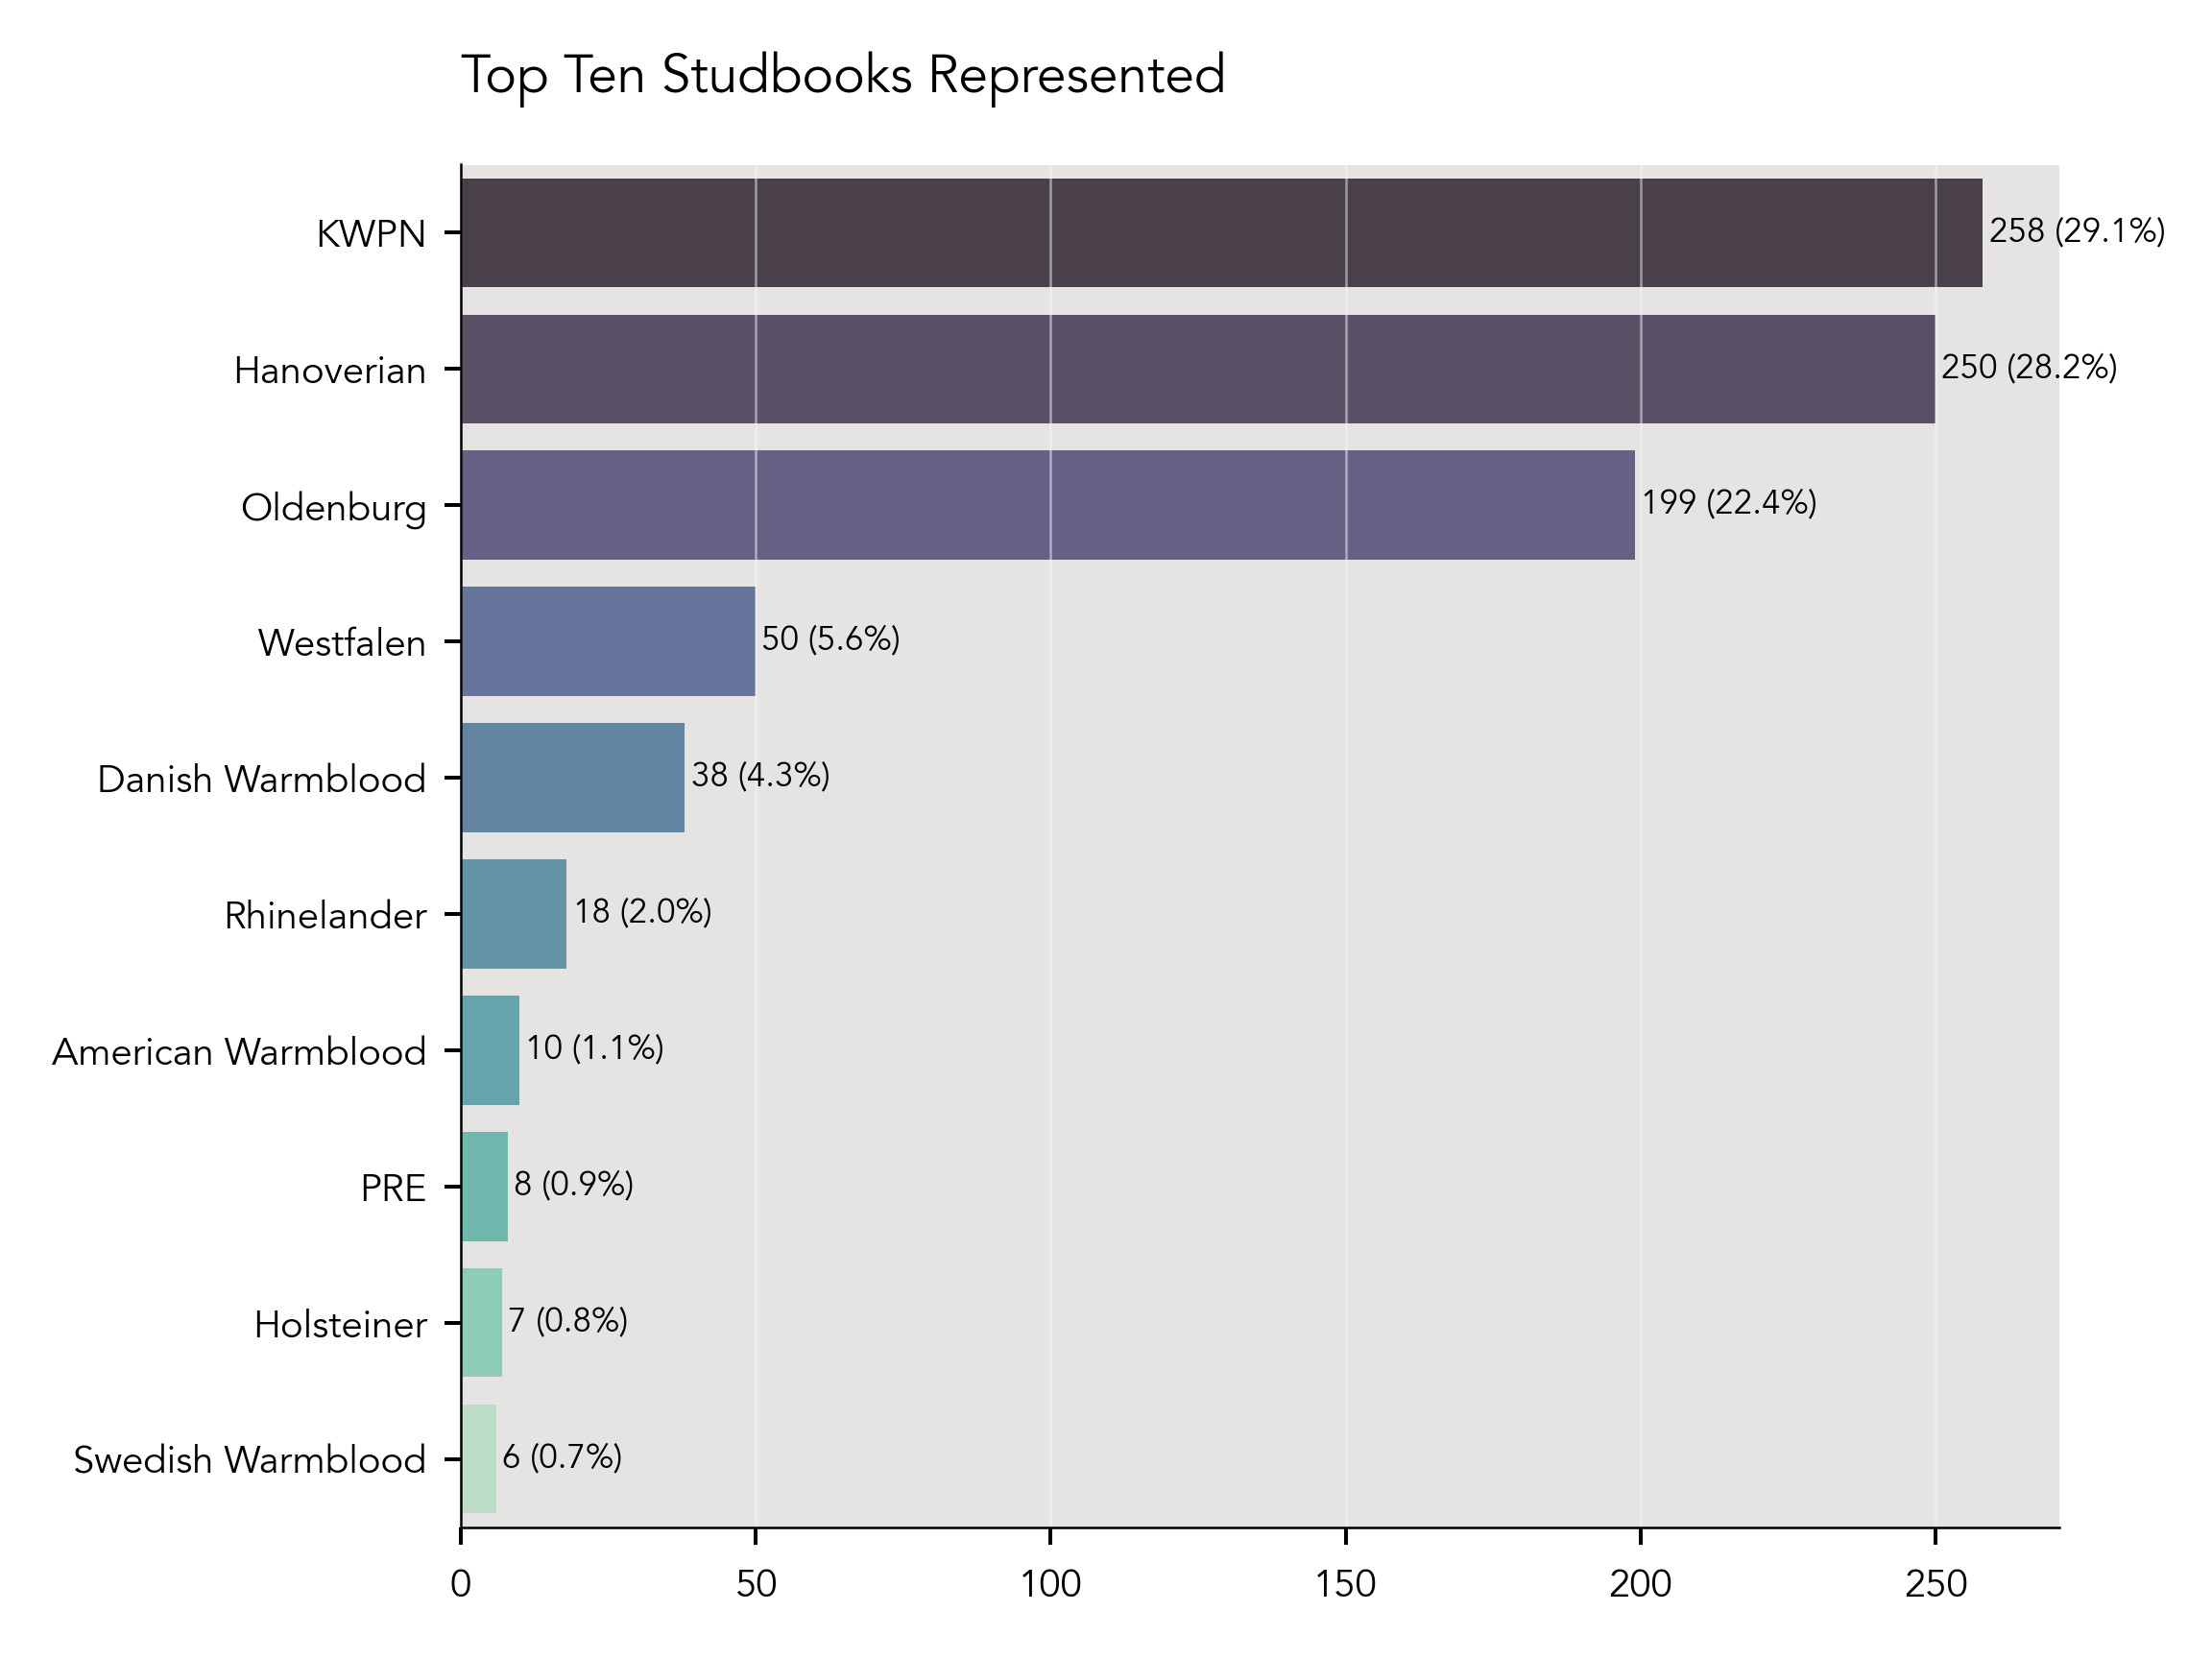 Top Ten Studbooks Represented
KWPN 258 (29.1%)
Hanoverian 250 (28.2%)
Oldenburg 199 (22.4%)
Westfalen 50 (5.6%)
Danish Warmblood 38 (4.3%)
Rhinelander 18 (2.0%)
American Warmblood 10 (1.1%)
PRE 8 (0.9%)
Holsteiner 7 (0.8%)
Swedish Warmblood 6 (0.7%)
0 50 100 150 200 250